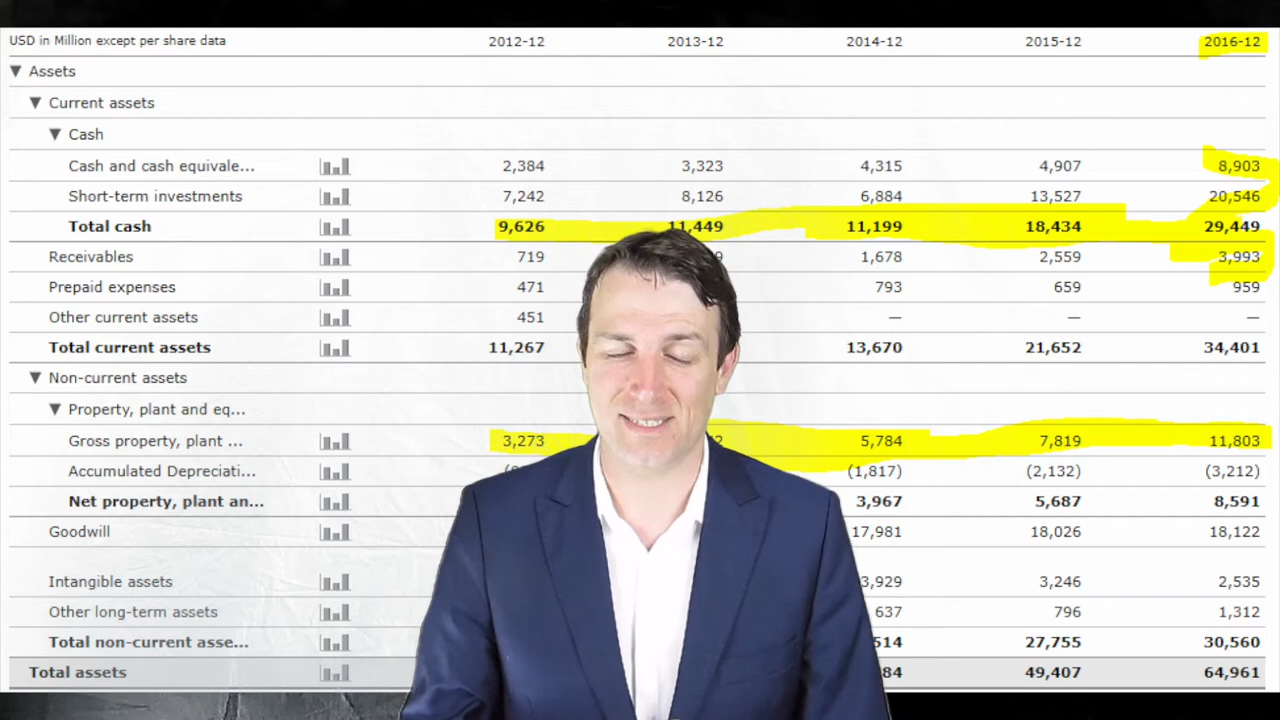 USD in Million except per share data 2012-12 2013-12 2014-12 2015-12 2016-12
▼ Assets
▼ Current assets
▼ Cash
Cash and cash equivale... 2,384 3,323 4,315 4,907 8,903
Short-term investments 7,242 8,126 6,884 13,527 20,546
Total cash 9,626 11,449 11,199 18,434 29,449
Receivables 719 1,678 2,559 3,993
Prepaid expenses 471 793 659 959
Other current assets 451 — — —
Total current assets 11,267 13,670 21,652 34,401
▼ Non-current assets
▼ Property, plant and eq...
Gross property, plant ... 3,273 5,784 7,819 11,803
Accumulated Depreciati... (1,817) (2,132) (3,212)
Net property, plant an... 3,967 5,687 8,591
Goodwill 17,981 18,026 18,122
Intangible assets 3,929 3,246 2,535
Other long-term assets 637 796 1,312
Total non-current asse... 27,755 30,560
Total assets 49,407 64,961